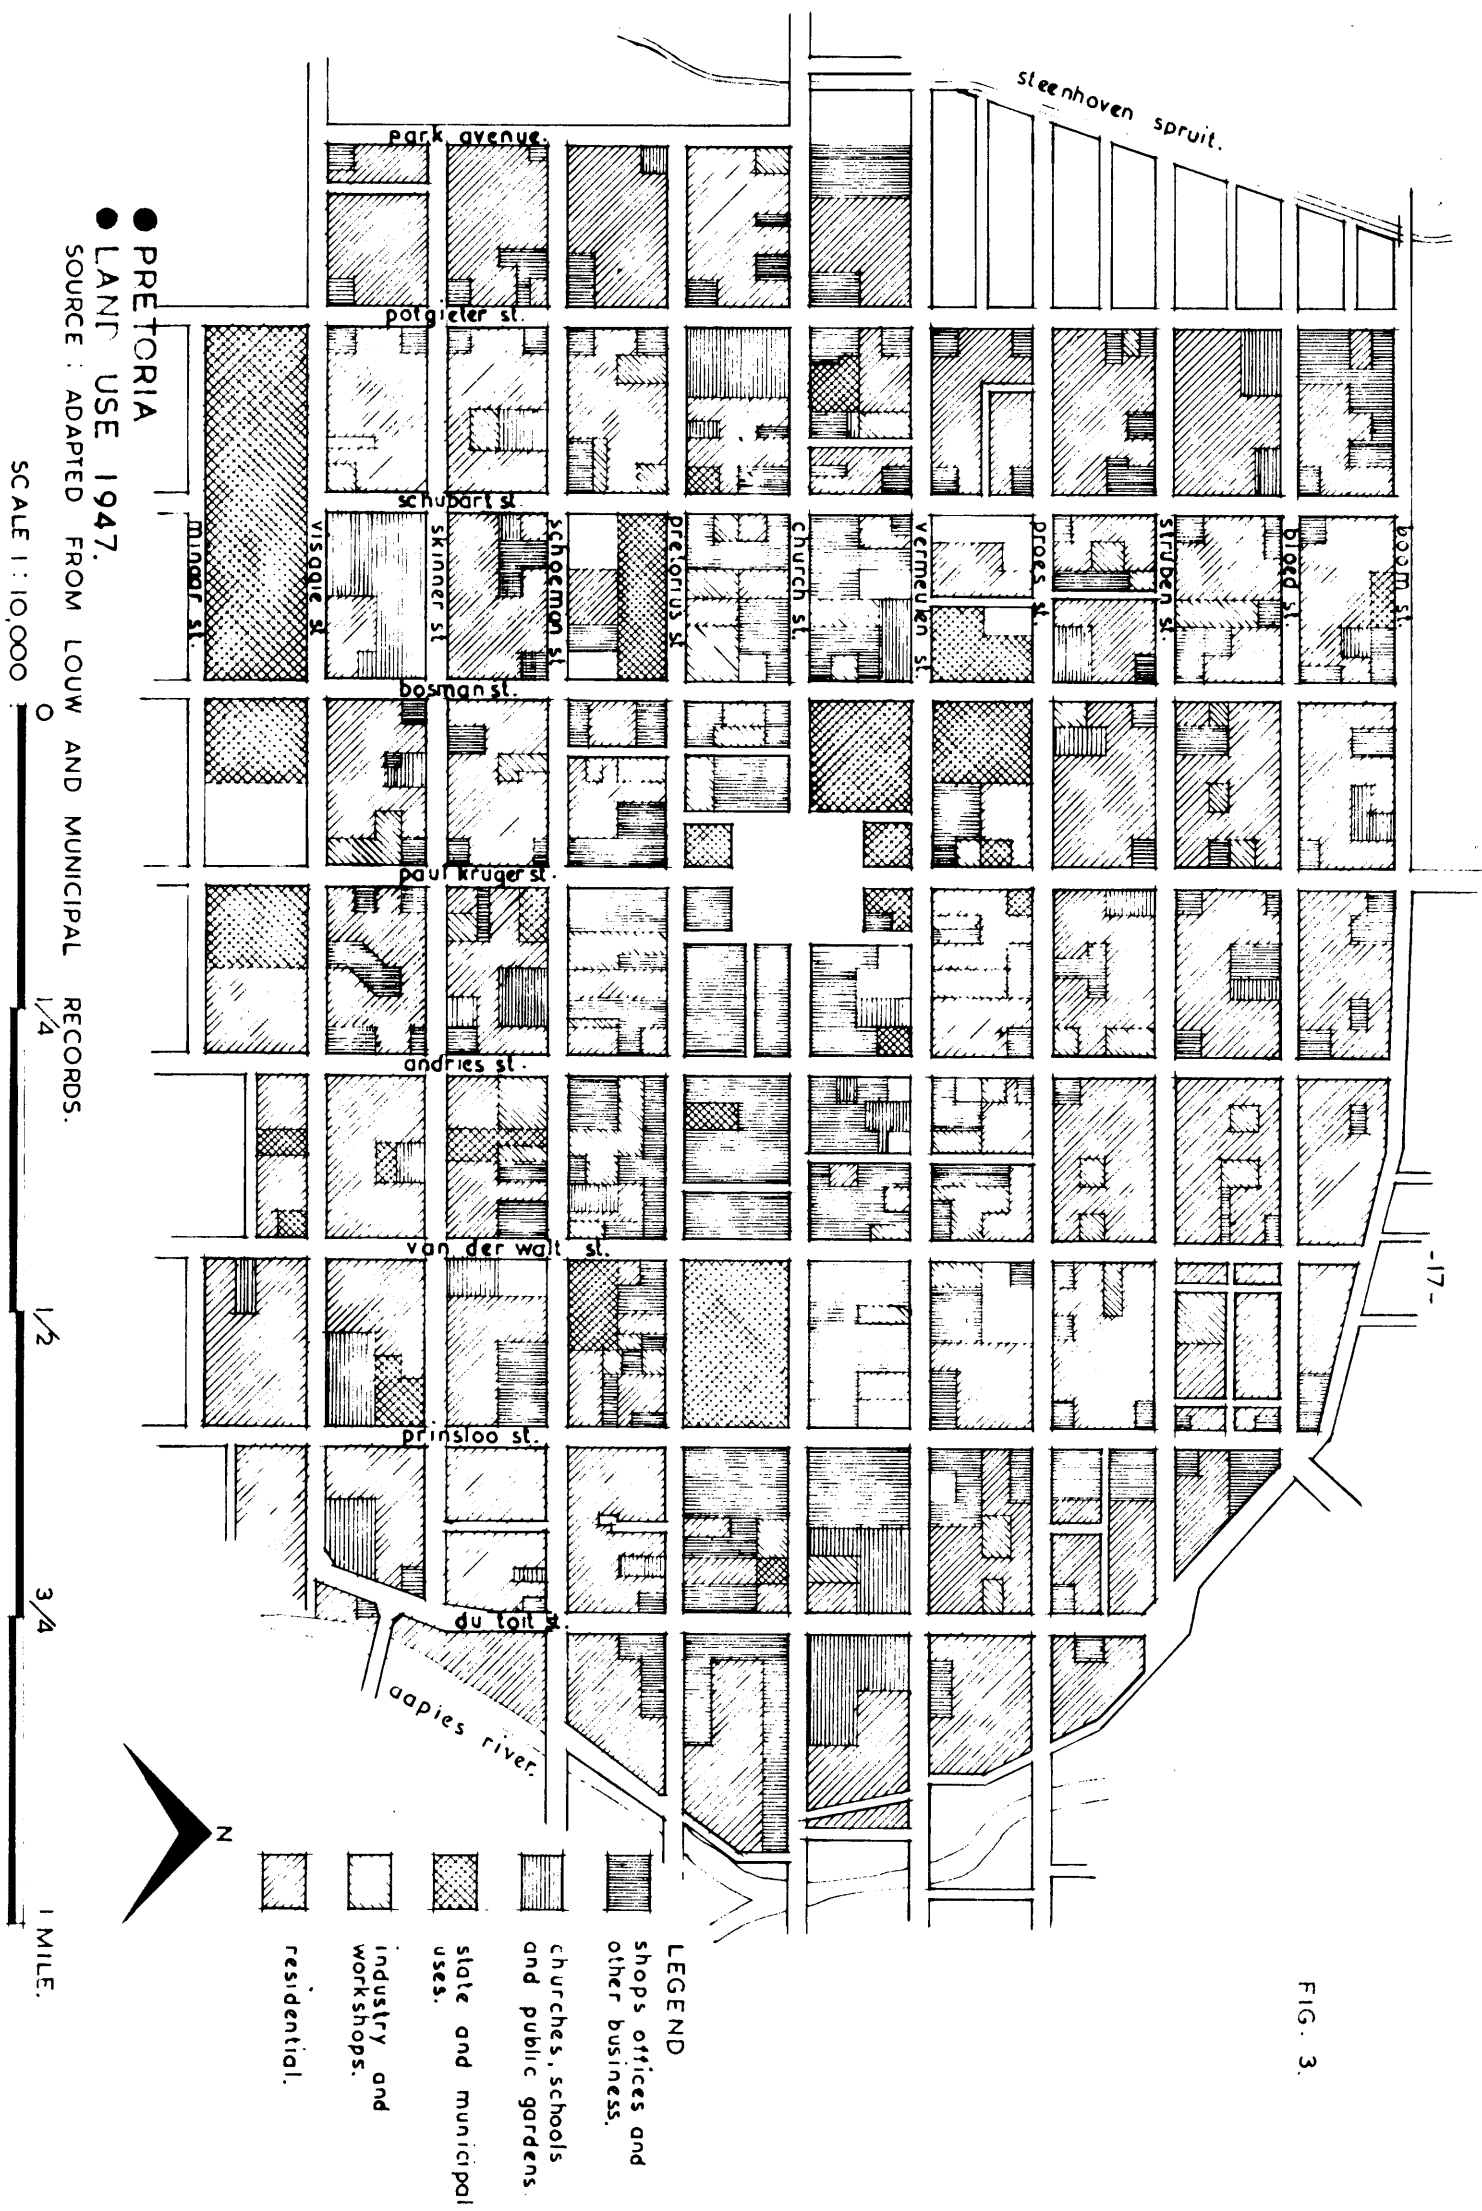 -17-
FIG. 3.
steenhoven spruit.
park avenue.
potgieter st.
schubart st
minaar st.
visagie st
skinner st
schoeman st
pretorius st
church st.
vermeulen st.
proes st.
struben st
bloed st.
boom st.
bosman st.
paul kruger st.
andries st.
van der walt st.
prinsloo st.
du toit st.
aapies river.
● PRETORIA
● LAND USE 1947.
SOURCE : ADAPTED FROM LOUW AND MUNICIPAL RECORDS.
SCALE 1 : 10,000
0 1/4 1/2 3/4 1 MILE.
N
LEGEND
shops offices and
other business.
churches, schools
and public gardens.
state and municipal
uses.
industry and
workshops.
residential.